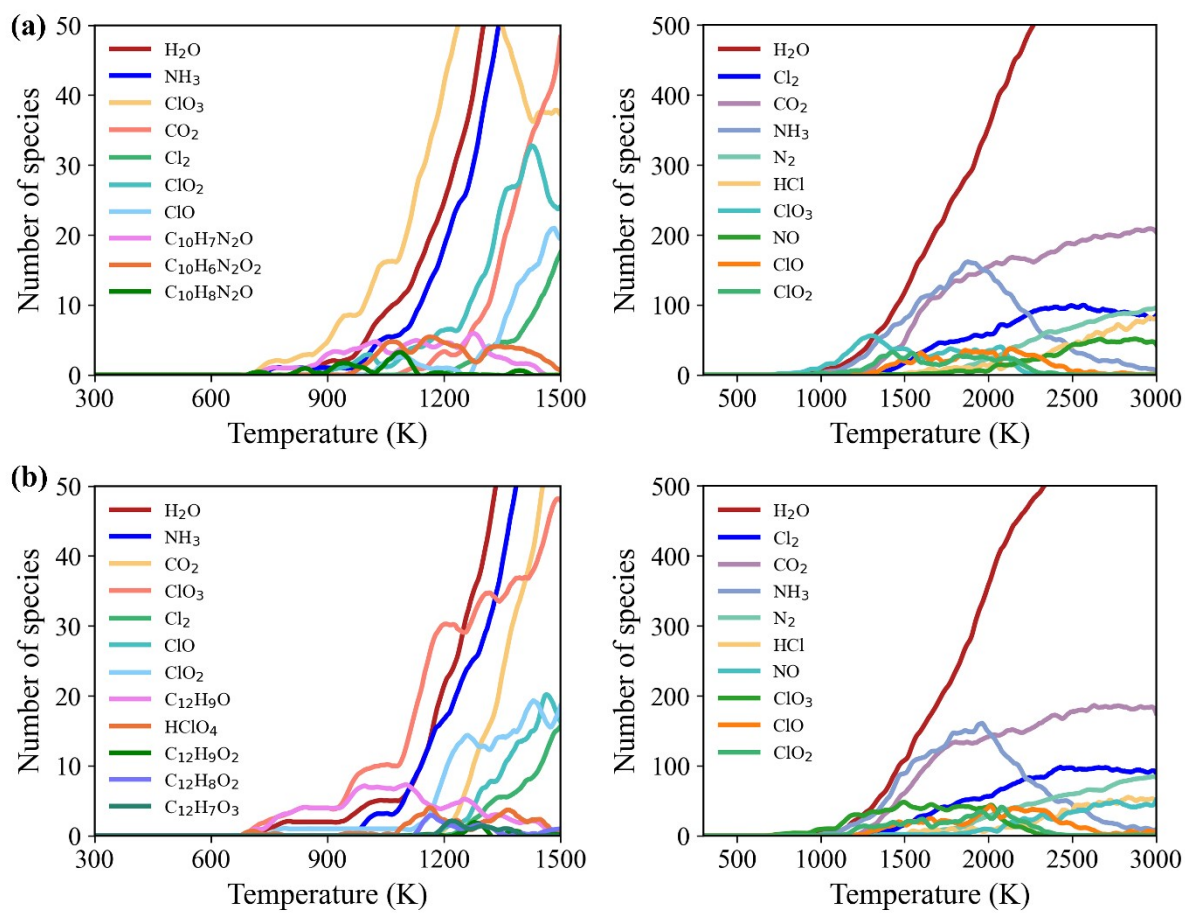 (a)
Number of species
50
40
30
20
10
0
H₂O
NH₃
ClO₃
CO₂
Cl₂
ClO₂
ClO
C₁₀H₇N₂O
C₁₀H₆N₂O₂
C₁₀H₈N₂O
300 600 900 1200 1500
Temperature (K)
Number of species
500
400
300
200
100
0
H₂O
Cl₂
CO₂
NH₃
N₂
HCl
ClO₃
NO
ClO
ClO₂
500 1000 1500 2000 2500 3000
Temperature (K)
(b)
Number of species
50
40
30
20
10
0
H₂O
NH₃
CO₂
ClO₃
Cl₂
ClO
ClO₂
C₁₂H₉O
HClO₄
C₁₂H₉O₂
C₁₂H₈O₂
C₁₂H₇O₃
300 600 900 1200 1500
Temperature (K)
Number of species
500
400
300
200
100
0
H₂O
Cl₂
CO₂
NH₃
N₂
HCl
NO
ClO₃
ClO
ClO₂
500 1000 1500 2000 2500 3000
Temperature (K)